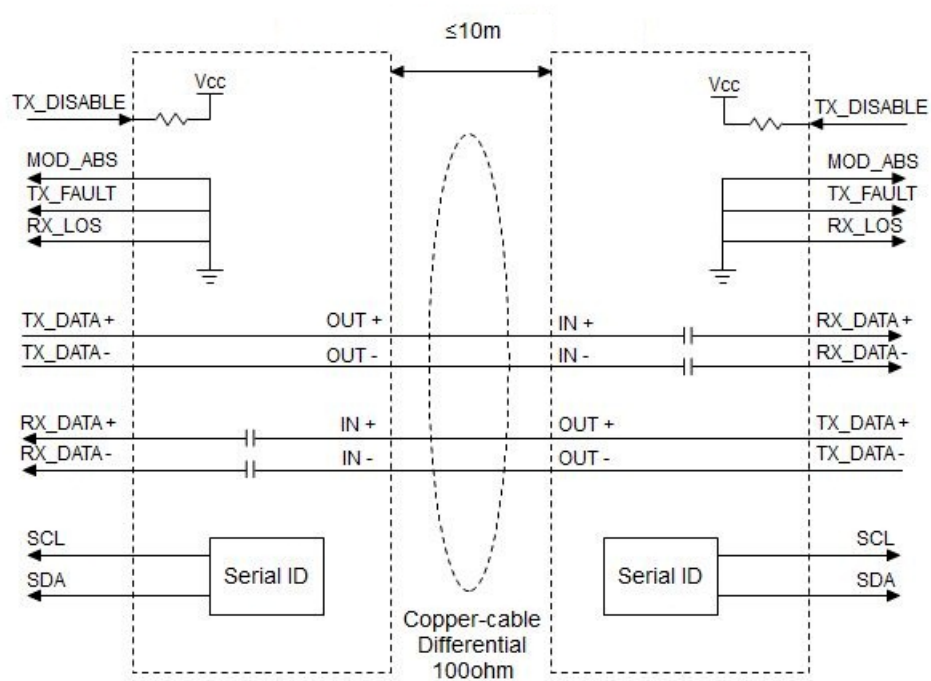 ≤10m
Vcc
Vcc
TX_DISABLE
TX_DISABLE
MOD_ABS
MOD_ABS
TX_FAULT
TX_FAULT
RX_LOS
RX_LOS
TX_DATA+ OUT + IN + RX_DATA+
TX_DATA- OUT - IN - RX_DATA-
RX_DATA+ IN + OUT + TX_DATA+
RX_DATA- IN - OUT - TX_DATA-
SCL
SCL
Serial ID
Serial ID
SDA
SDA
Copper-cable
Differential
100ohm